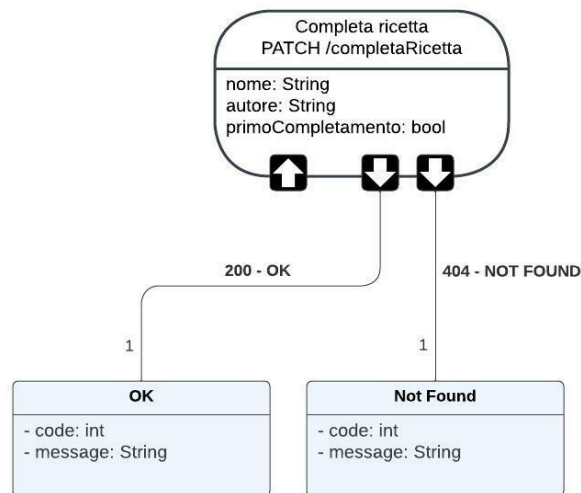 Completa ricetta
PATCH /completaRicetta
nome: String
autore: String
primoCompletamento: bool
200 - OK
404 - NOT FOUND
1
1
OK
- code: int
- message: String
Not Found
- code: int
- message: String